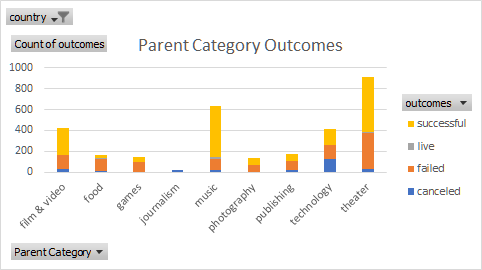 country
Count of outcomes
Parent Category Outcomes
1000
800
600
400
200
0
film & video
food
games
journalism
music
photography
publishing
technology
theater
outcomes
successful
live
failed
canceled
Parent Category